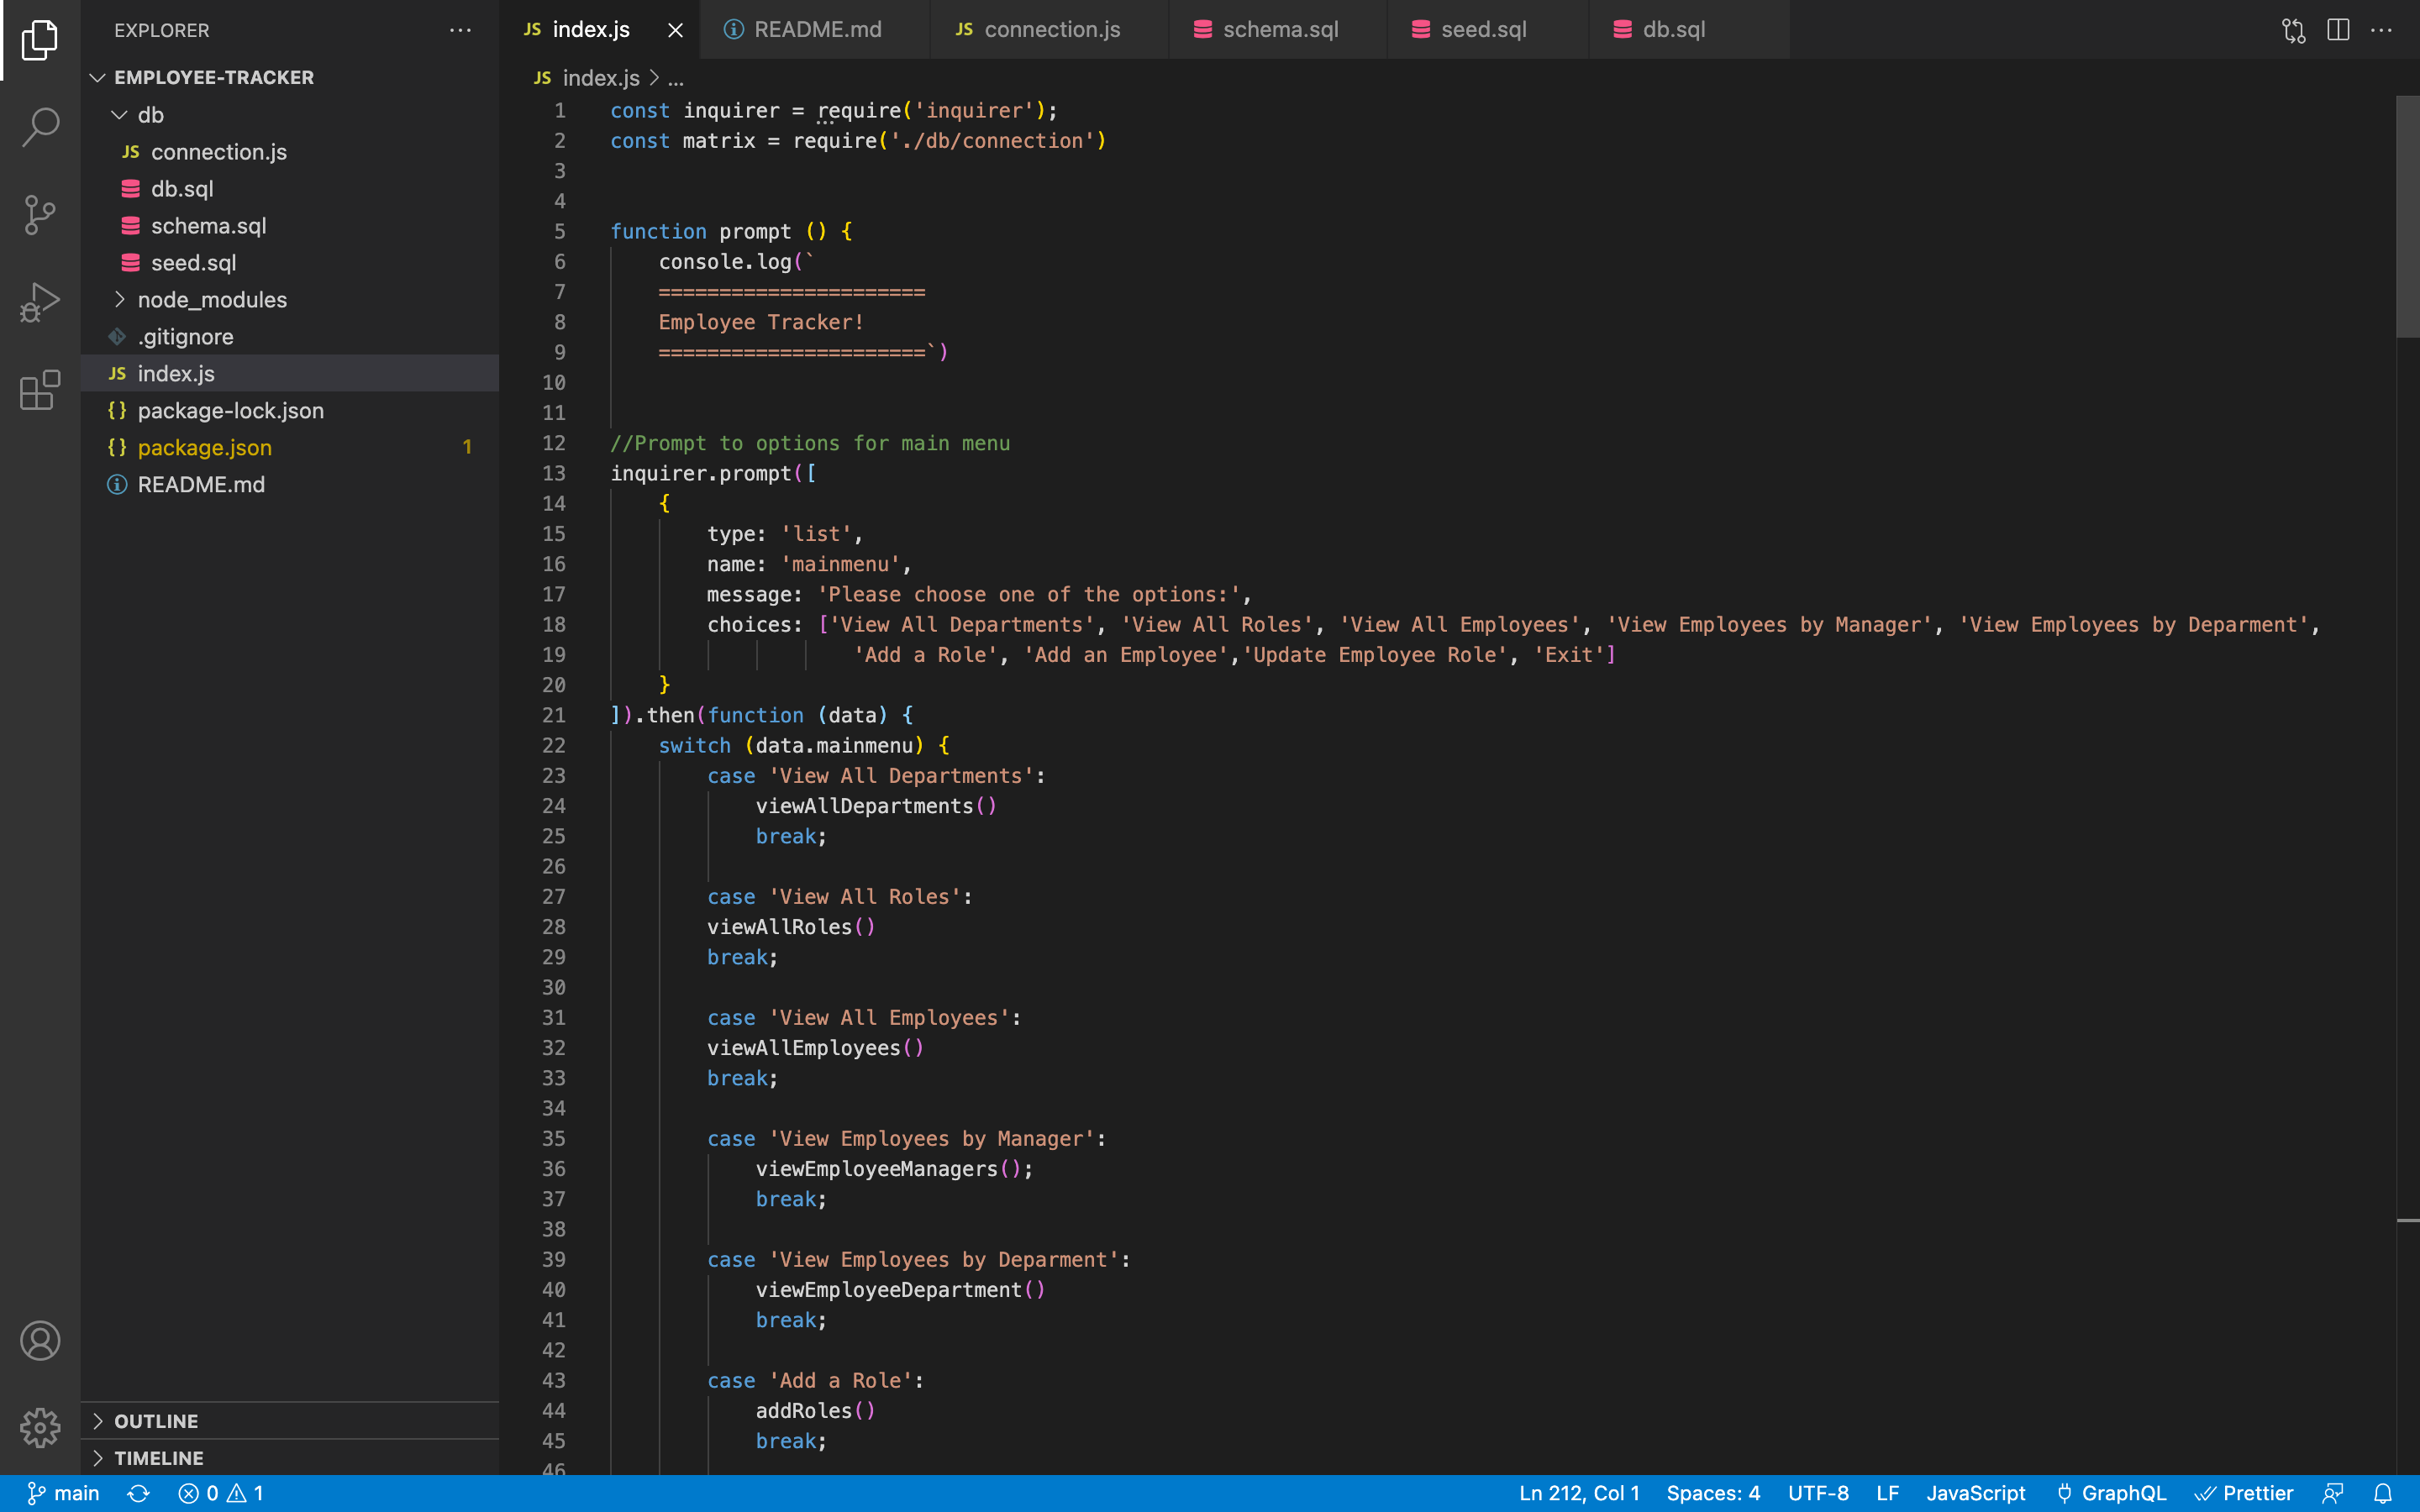 EXPLORER
EMPLOYEE-TRACKER
db
JS connection.js
db.sql
schema.sql
seed.sql
node_modules
.gitignore
JS index.js
{} package-lock.json
{} package.json 1
README.md
OUTLINE
TIMELINE
JS index.js
README.md
JS connection.js
schema.sql
seed.sql
db.sql
JS index.js > ...
1 const inquirer = require('inquirer');
2 const matrix = require('./db/connection')
3
4
5 function prompt () {
6 console.log(`
7 ======================
8 Employee Tracker!
9 ======================`)
10
11
12 //Prompt to options for main menu
13 inquirer.prompt([
14 {
15 type: 'list',
16 name: 'mainmenu',
17 message: 'Please choose one of the options:',
18 choices: ['View All Departments', 'View All Roles', 'View All Employees', 'View Employees by Manager', 'View Employees by Deparment',
19 'Add a Role', 'Add an Employee','Update Employee Role', 'Exit']
20 }
21 ]).then(function (data) {
22 switch (data.mainmenu) {
23 case 'View All Departments':
24 viewAllDepartments()
25 break;
26
27 case 'View All Roles':
28 viewAllRoles()
29 break;
30
31 case 'View All Employees':
32 viewAllEmployees()
33 break;
34
35 case 'View Employees by Manager':
36 viewEmployeeManagers();
37 break;
38
39 case 'View Employees by Deparment':
40 viewEmployeeDepartment()
41 break;
42
43 case 'Add a Role':
44 addRoles()
45 break;
46
main 0 1 Ln 212, Col 1 Spaces: 4 UTF-8 LF JavaScript GraphQL Prettier